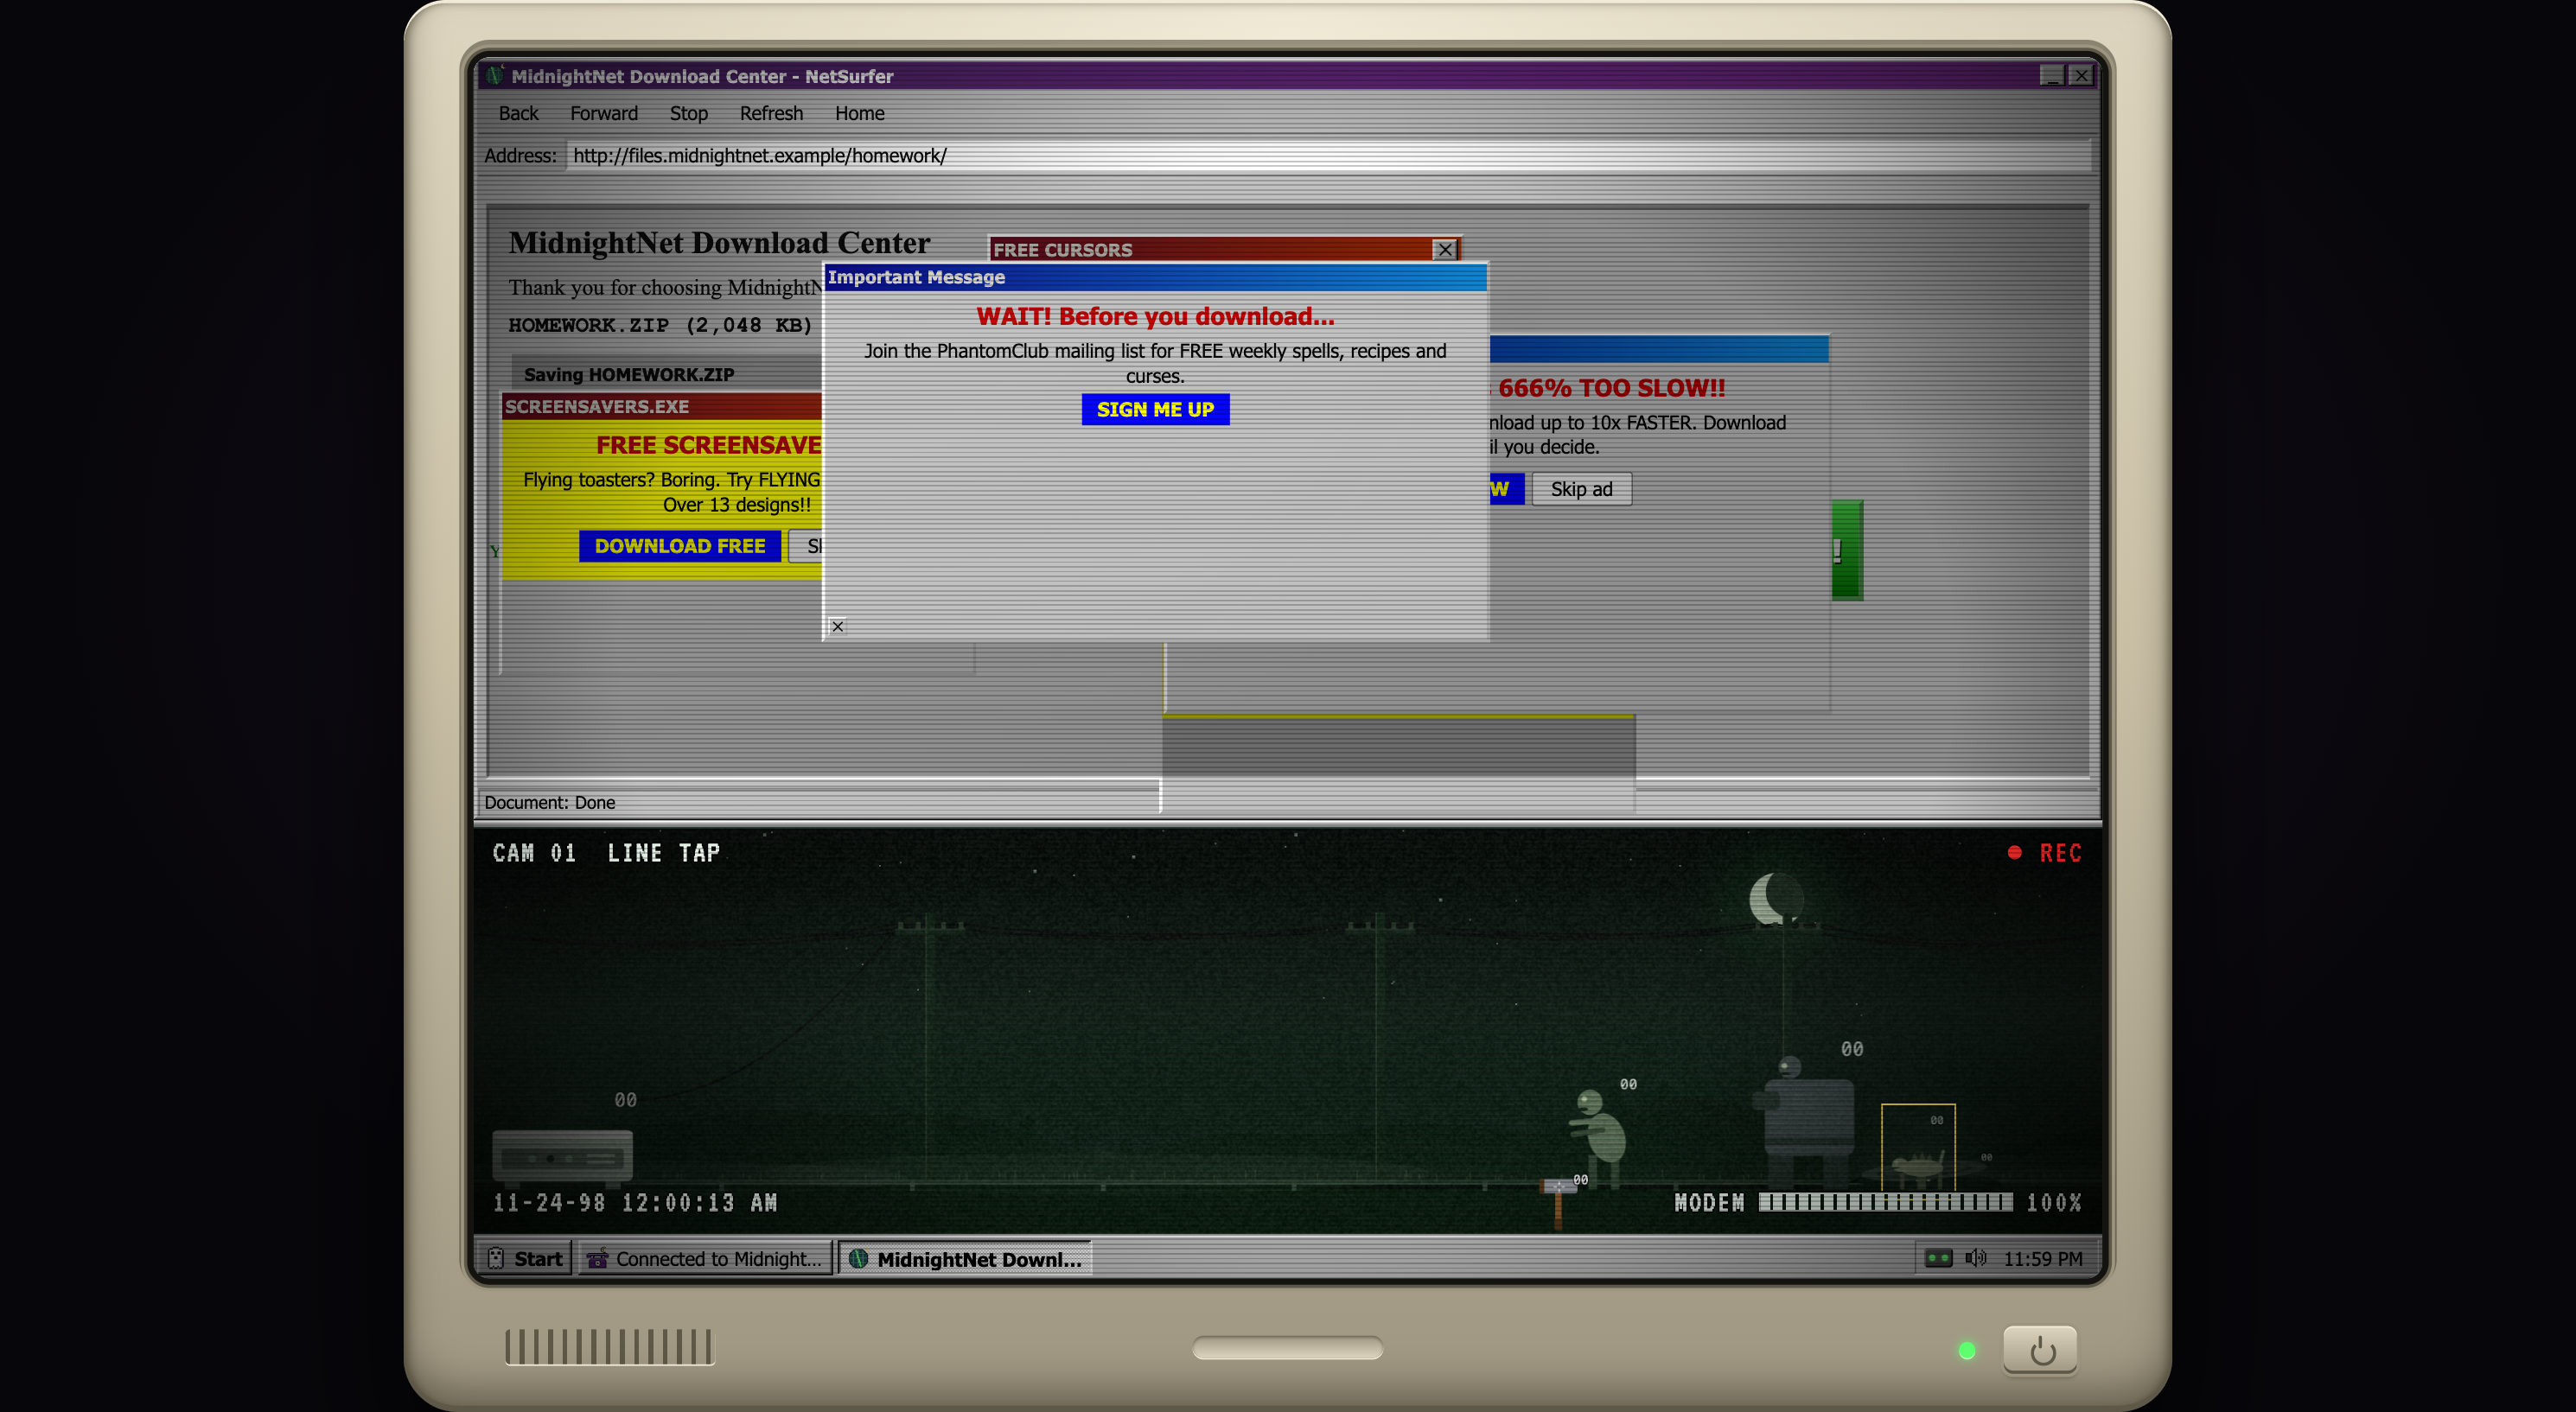 MidnightNet Download Center - NetSurfer
Back Forward Stop Refresh Home
Address: http://files.midnightnet.example/homework/
MidnightNet Download Center
Thank you for choosing
HOMEWORK.ZIP (2,048 KB)
Saving HOMEWORK.ZIP
FREE CURSORS
Important Message
WAIT! Before you download...
Join the PhantomClub mailing list for FREE weekly spells, recipes and
curses.
SIGN ME UP
SCREENSAVERS.EXE
Flying toasters? Boring. Try FLYING
Over 13 designs!!
DOWNLOAD FREE
FREE
666% TOO SLOW!!
up to 10x FASTER. Download
you decide.
Skip ad
Document: Done
CAM 01 LINE TAP
REC
00
00
00
00
00
00
11-24-98 12:00:13 AM
MODEM 100%
Start
Connected to Midnight...
MidnightNet Downl...
11:59 PM